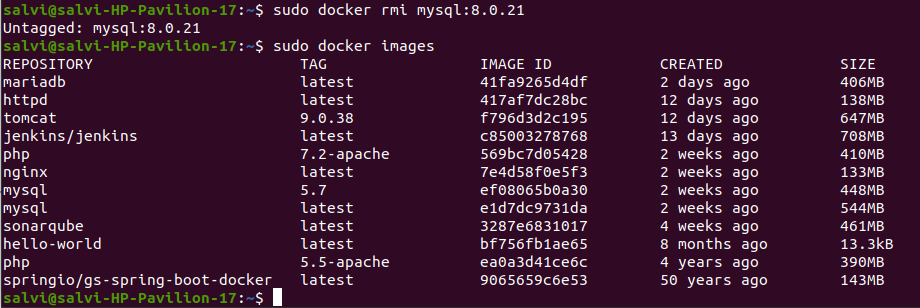 salvi@salvi-HP-Pavilion-17:~$ sudo docker rmi mysql:8.0.21
Untagged: mysql:8.0.21
salvi@salvi-HP-Pavilion-17:~$ sudo docker images
REPOSITORY TAG IMAGE ID CREATED SIZE
mariadb latest 41fa9265d4df 2 days ago 406MB
httpd latest 417af7dc28bc 12 days ago 138MB
tomcat 9.0.38 f796d3d2c195 12 days ago 647MB
jenkins/jenkins latest c85003278768 13 days ago 708MB
php 7.2-apache 569bc7d05428 2 weeks ago 410MB
nginx latest 7e4d58f0e5f3 2 weeks ago 133MB
mysql 5.7 ef08065b0a30 2 weeks ago 448MB
mysql latest e1d7dc9731da 2 weeks ago 544MB
sonarqube latest 3287e6831017 4 weeks ago 461MB
hello-world latest bf756fb1ae65 8 months ago 13.3kB
php 5.5-apache ea0a3d41ce6c 4 years ago 390MB
springio/gs-spring-boot-docker latest 9065659c6e53 50 years ago 143MB
salvi@salvi-HP-Pavilion-17:~$